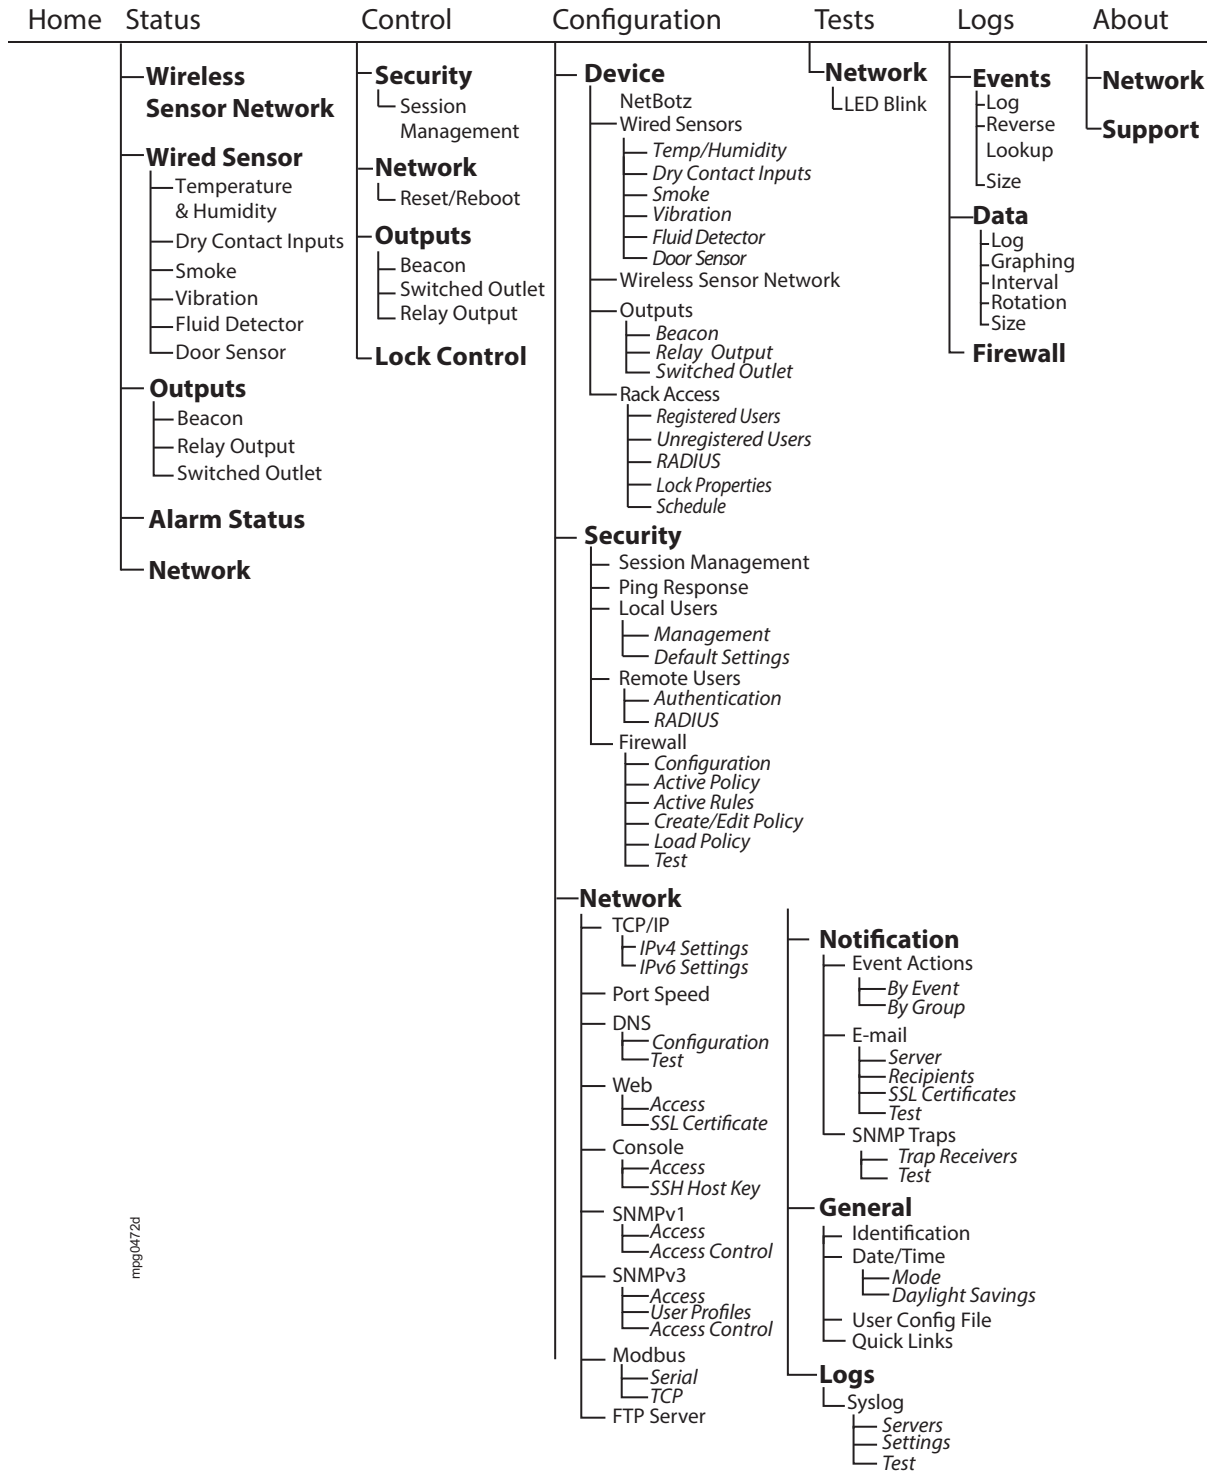 Home
Status
Control
Configuration
Tests
Logs
About
Wireless
Sensor Network
Wired Sensor
Temperature
& Humidity
Dry Contact Inputs
Smoke
Vibration
Fluid Detector
Door Sensor
Outputs
Beacon
Relay Output
Switched Outlet
Alarm Status
Network
Security
Session
Management
Network
Reset/Reboot
Outputs
Beacon
Switched Outlet
Relay Output
Lock Control
Device
NetBotz
Wired Sensors
Temp/Humidity
Dry Contact Inputs
Smoke
Vibration
Fluid Detector
Door Sensor
Wireless Sensor Network
Outputs
Beacon
Relay Output
Switched Outlet
Rack Access
Registered Users
Unregistered Users
RADIUS
Lock Properties
Schedule
Security
Session Management
Ping Response
Local Users
Management
Default Settings
Remote Users
Authentication
RADIUS
Firewall
Configuration
Active Policy
Active Rules
Create/Edit Policy
Load Policy
Test
Network
TCP/IP
IPv4 Settings
IPv6 Settings
Port Speed
DNS
Configuration
Test
Web
Access
SSL Certificate
Console
Access
SSH Host Key
SNMPv1
Access
Access Control
SNMPv3
Access
User Profiles
Access Control
Modbus
Serial
TCP
FTP Server
Notification
Event Actions
By Event
By Group
E-mail
Server
Recipients
SSL Certificates
Test
SNMP Traps
Trap Receivers
Test
General
Identification
Date/Time
Mode
Daylight Savings
User Config File
Quick Links
Logs
Syslog
Servers
Settings
Test
Network
LED Blink
Events
Log
Reverse
Lookup
Size
Data
Log
Graphing
Interval
Rotation
Size
Firewall
Network
Support
mpg0472d